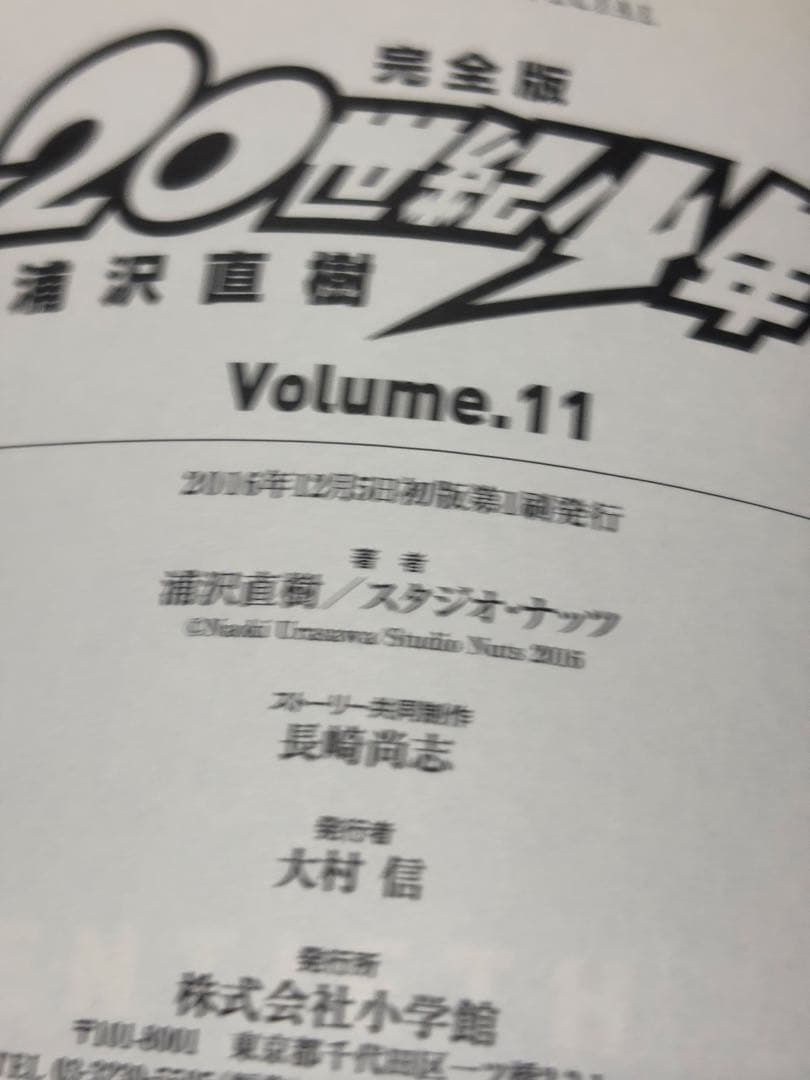 完全版
20世紀少年
浦沢直樹
Volume.11
2016年12月5日初版第1刷発行
著者
浦沢直樹／スタジオ・ナッツ
©Naoki Urasawa/Studio Nuts 2016
ストーリー共同制作
長崎尚志
発行者
大村 信
発行所
株式会社小学館
〒101-8001 東京都千代田区一ツ橋
TEL